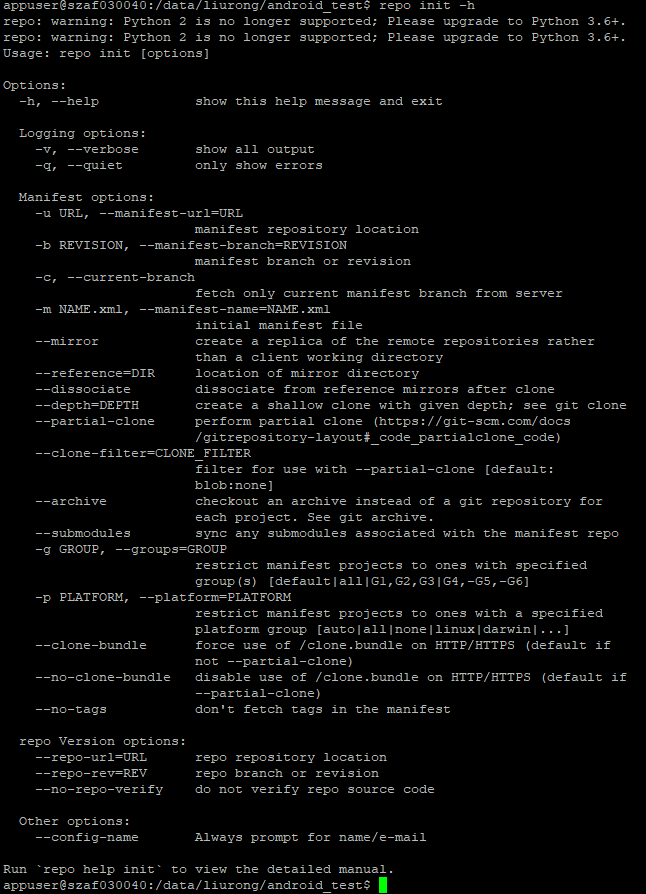 appuser@szaf030040:/data/liurong/android_test$ repo init -h
repo: warning: Python 2 is no longer supported; Please upgrade to Python 3.6+.
repo: warning: Python 2 is no longer supported; Please upgrade to Python 3.6+.
Usage: repo init [options]

Options:
  -h, --help            show this help message and exit

  Logging options:
    -v, --verbose       show all output
    -q, --quiet         only show errors

  Manifest options:
    -u URL, --manifest-url=URL
                        manifest repository location
    -b REVISION, --manifest-branch=REVISION
                        manifest branch or revision
    -c, --current-branch
                        fetch only current manifest branch from server
    -m NAME.xml, --manifest-name=NAME.xml
                        initial manifest file
    --mirror            create a replica of the remote repositories rather
                        than a client working directory
    --reference=DIR     location of mirror directory
    --dissociate        dissociate from reference mirrors after clone
    --depth=DEPTH       create a shallow clone with given depth; see git clone
    --partial-clone     perform partial clone (https://git-scm.com/docs
                        /gitrepository-layout#_code_partialclone_code)
    --clone-filter=CLONE_FILTER
                        filter for use with --partial-clone [default:
                        blob:none]
    --archive           checkout an archive instead of a git repository for
                        each project. See git archive.
    --submodules        sync any submodules associated with the manifest repo
    -g GROUP, --groups=GROUP
                        restrict manifest projects to ones with specified
                        group(s) [default|all|G1,G2,G3|G4,-G5,-G6]
    -p PLATFORM, --platform=PLATFORM
                        restrict manifest projects to ones with a specified
                        platform group [auto|all|none|linux|darwin|...]
    --clone-bundle      force use of /clone.bundle on HTTP/HTTPS (default if
                        not --partial-clone)
    --no-clone-bundle   disable use of /clone.bundle on HTTP/HTTPS (default if
                        --partial-clone)
    --no-tags           don't fetch tags in the manifest

  repo Version options:
    --repo-url=URL      repo repository location
    --repo-rev=REV      repo branch or revision
    --no-repo-verify    do not verify repo source code

  Other options:
    --config-name       Always prompt for name/e-mail

Run `repo help init` to view the detailed manual.
appuser@szaf030040:/data/liurong/android_test$